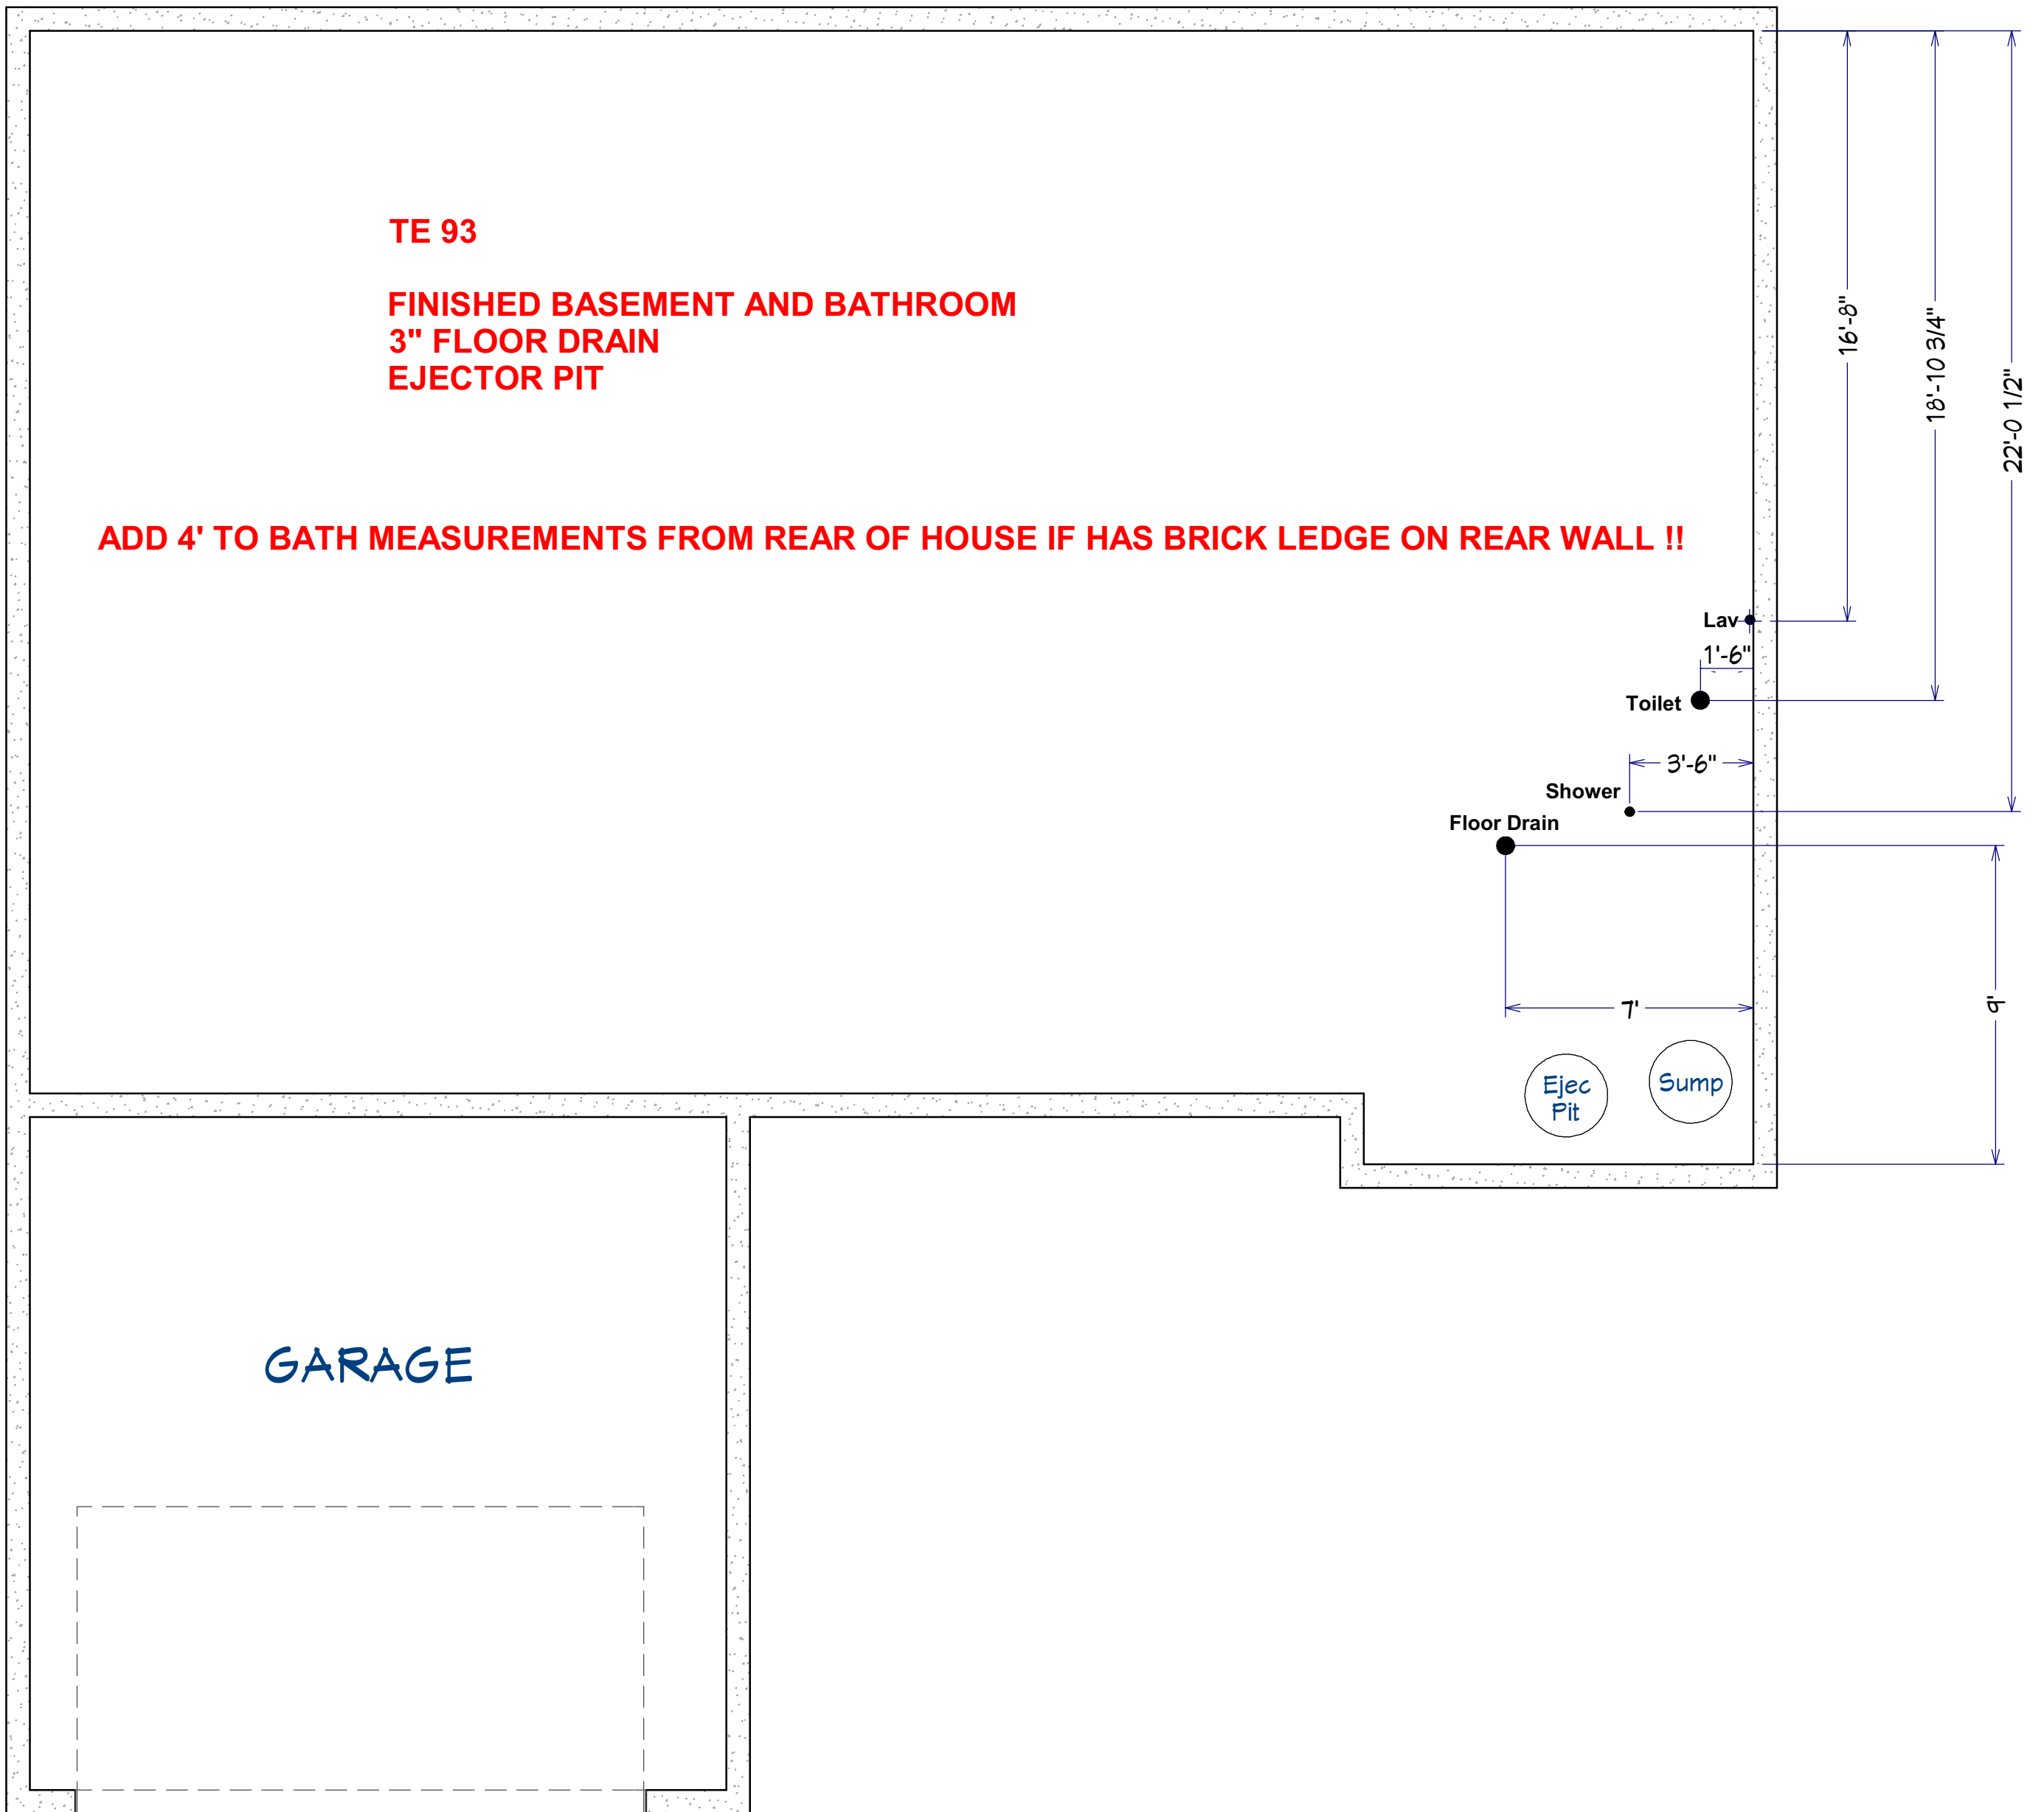 TE 93
FINISHED BASEMENT AND BATHROOM
3" FLOOR DRAIN
EJECTOR PIT
ADD 4' TO BATH MEASUREMENTS FROM REAR OF HOUSE IF HAS BRICK LEDGE ON REAR WALL !!
16'-8"
18'-10 3/4"
22'-0 1/2"
Lav
1'-6"
Toilet
3'-6"
Shower
Floor Drain
7'
9'
Ejec
Pit
Sump
GARAGE